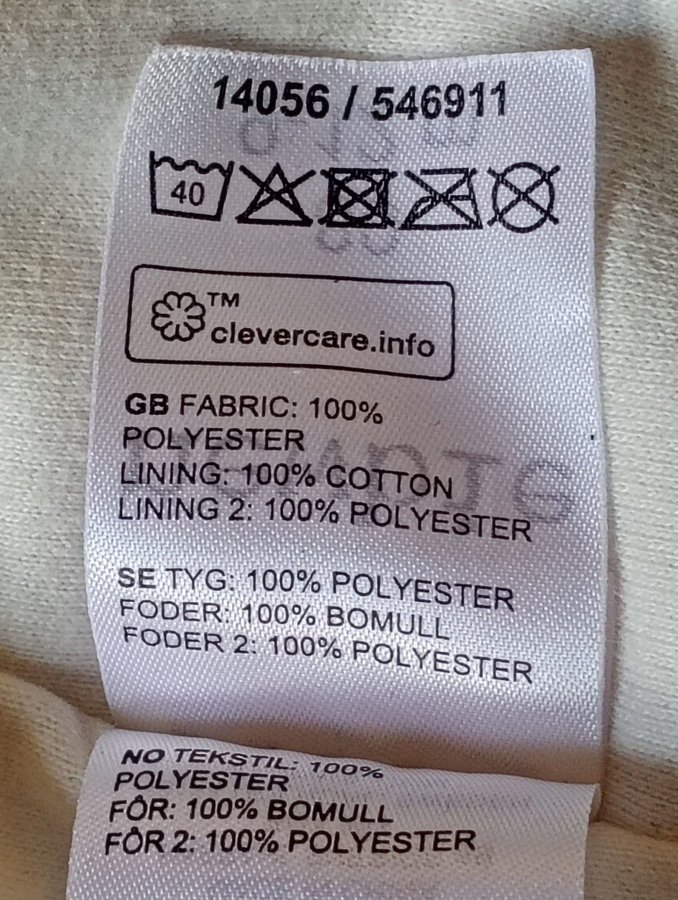 14056 / 546911
40
TM
clevercare.info
GB FABRIC: 100%
POLYESTER
LINING: 100% COTTON
LINING 2: 100% POLYESTER
SE TYG: 100% POLYESTER
FODER: 100% BOMULL
FODER 2: 100% POLYESTER
NO TEKSTIL: 100%
POLYESTER
FÔR: 100% BOMULL
FÔR 2: 100% POLYESTER